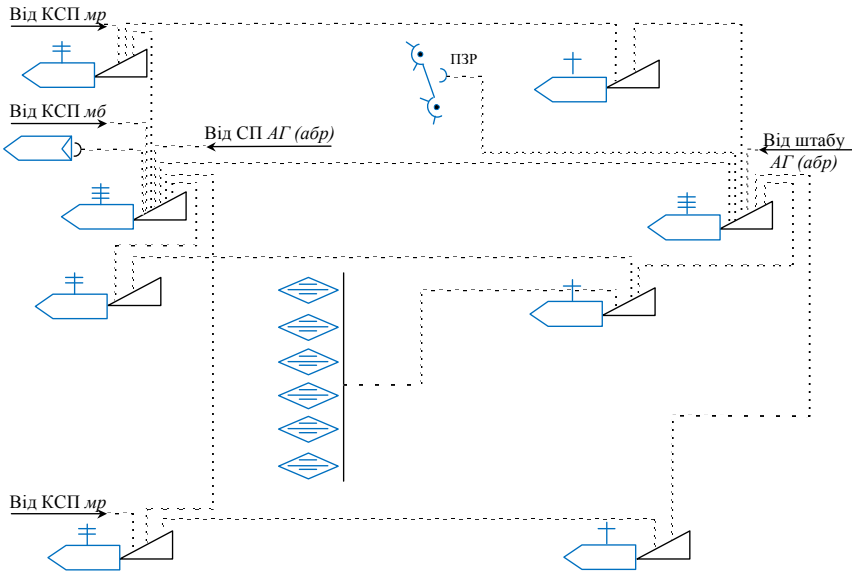 Від КСП мр
ПЗР
Від КСП мб
Від СП АГ (абр)
Від штабу
АГ (абр)
Від КСП мр